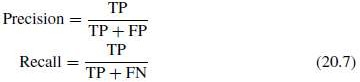 Precision = TP / TP + FP
Recall = TP / TP + FN (20.7)